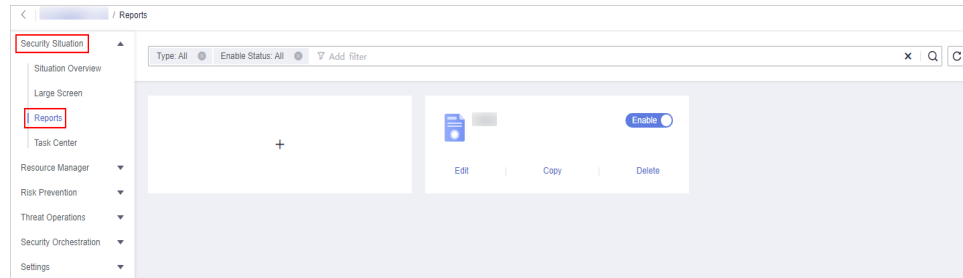 / Reports
Security Situation
Type: All Enable Status: All Add filter
Situation Overview
Large Screen
Reports
Enable
Task Center
Edit Copy Delete
Resource Manager
Risk Prevention
Threat Operations
Security Orchestration
Settings